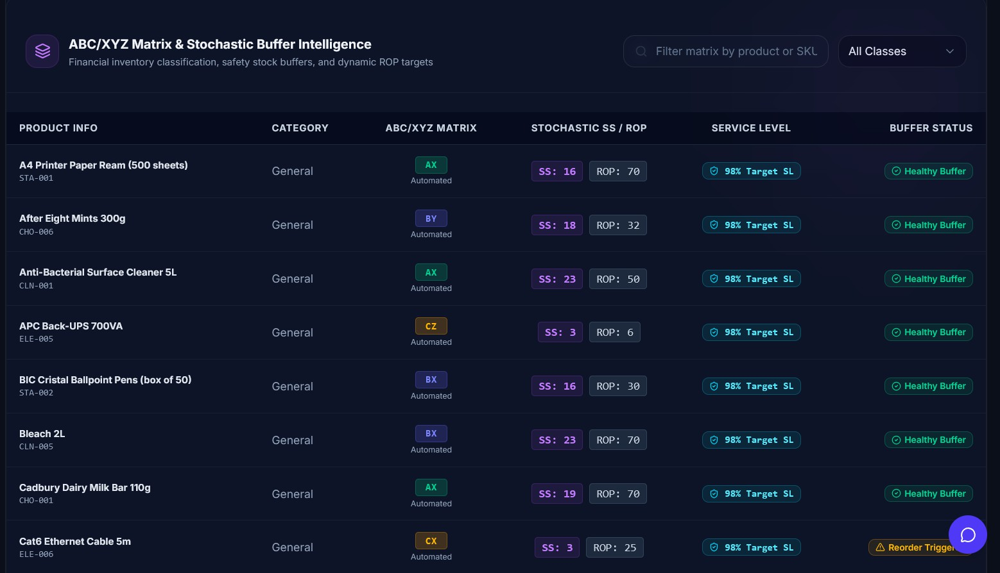 ABC/XYZ Matrix & Stochastic Buffer Intelligence
Financial inventory classification, safety stock buffers, and dynamic ROP targets
Filter matrix by product or SKU
All Classes
PRODUCT INFO CATEGORY ABC/XYZ MATRIX STOCHASTIC SS / ROP SERVICE LEVEL BUFFER STATUS
A4 Printer Paper Ream (500 sheets)
STA-001
General
AX
Automated
SS: 16 ROP: 70
98% Target SL
Healthy Buffer
After Eight Mints 300g
CHO-006
General
BY
Automated
SS: 18 ROP: 32
98% Target SL
Healthy Buffer
Anti-Bacterial Surface Cleaner 5L
CLN-001
General
AX
Automated
SS: 23 ROP: 50
98% Target SL
Healthy Buffer
APC Back-UPS 700VA
ELE-005
General
CZ
Automated
SS: 3 ROP: 6
98% Target SL
Healthy Buffer
BIC Cristal Ballpoint Pens (box of 50)
STA-002
General
BX
Automated
SS: 16 ROP: 30
98% Target SL
Healthy Buffer
Bleach 2L
CLN-005
General
BX
Automated
SS: 23 ROP: 70
98% Target SL
Healthy Buffer
Cadbury Dairy Milk Bar 110g
CHO-001
General
AX
Automated
SS: 19 ROP: 70
98% Target SL
Healthy Buffer
Cat6 Ethernet Cable 5m
ELE-006
General
CX
Automated
SS: 3 ROP: 25
98% Target SL
Reorder